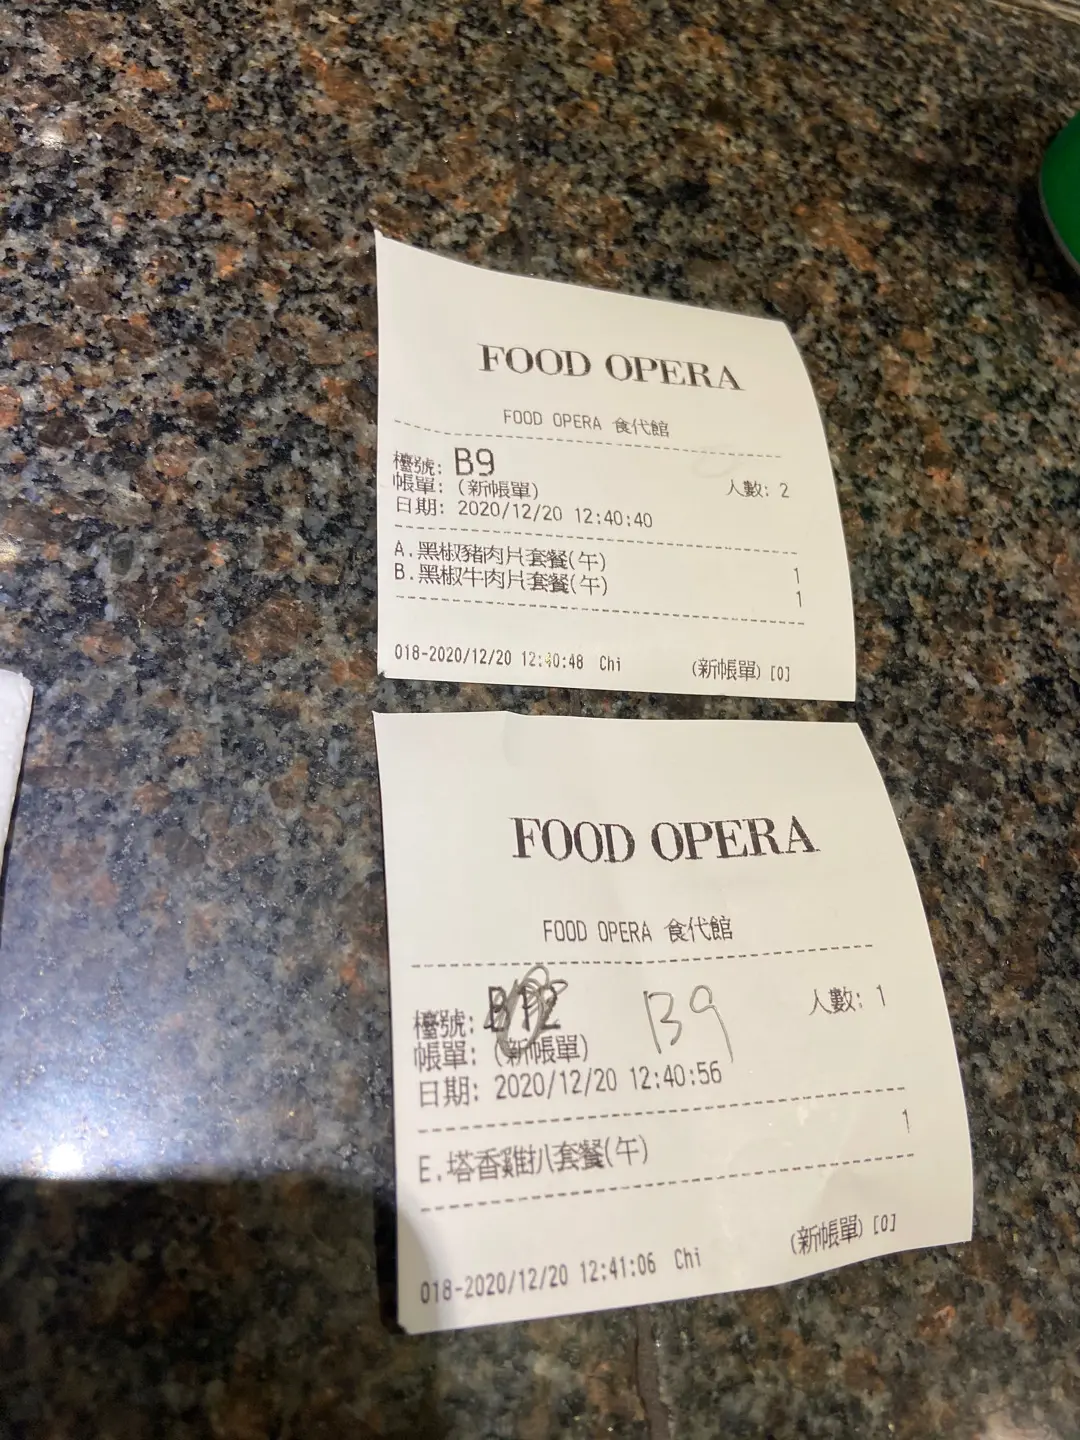 FOOD OPERA
FOOD OPERA 食代館
檯號: B9
人數: 2
帳單: (新帳單)
日期: 2020/12/20 12:40:40
A.黑椒豬肉片套餐(午) 1
B.黑椒牛肉片套餐(午) 1
018-2020/12/20 12:40:48 Chi (新帳單) [0]
FOOD OPERA
FOOD OPERA 食代館
檯號: B12 B9 人數: 1
帳單: (新帳單)
日期: 2020/12/20 12:40:56
E.塔香雞扒套餐(午) 1
018-2020/12/20 12:41:06 Chi (新帳單) [0]